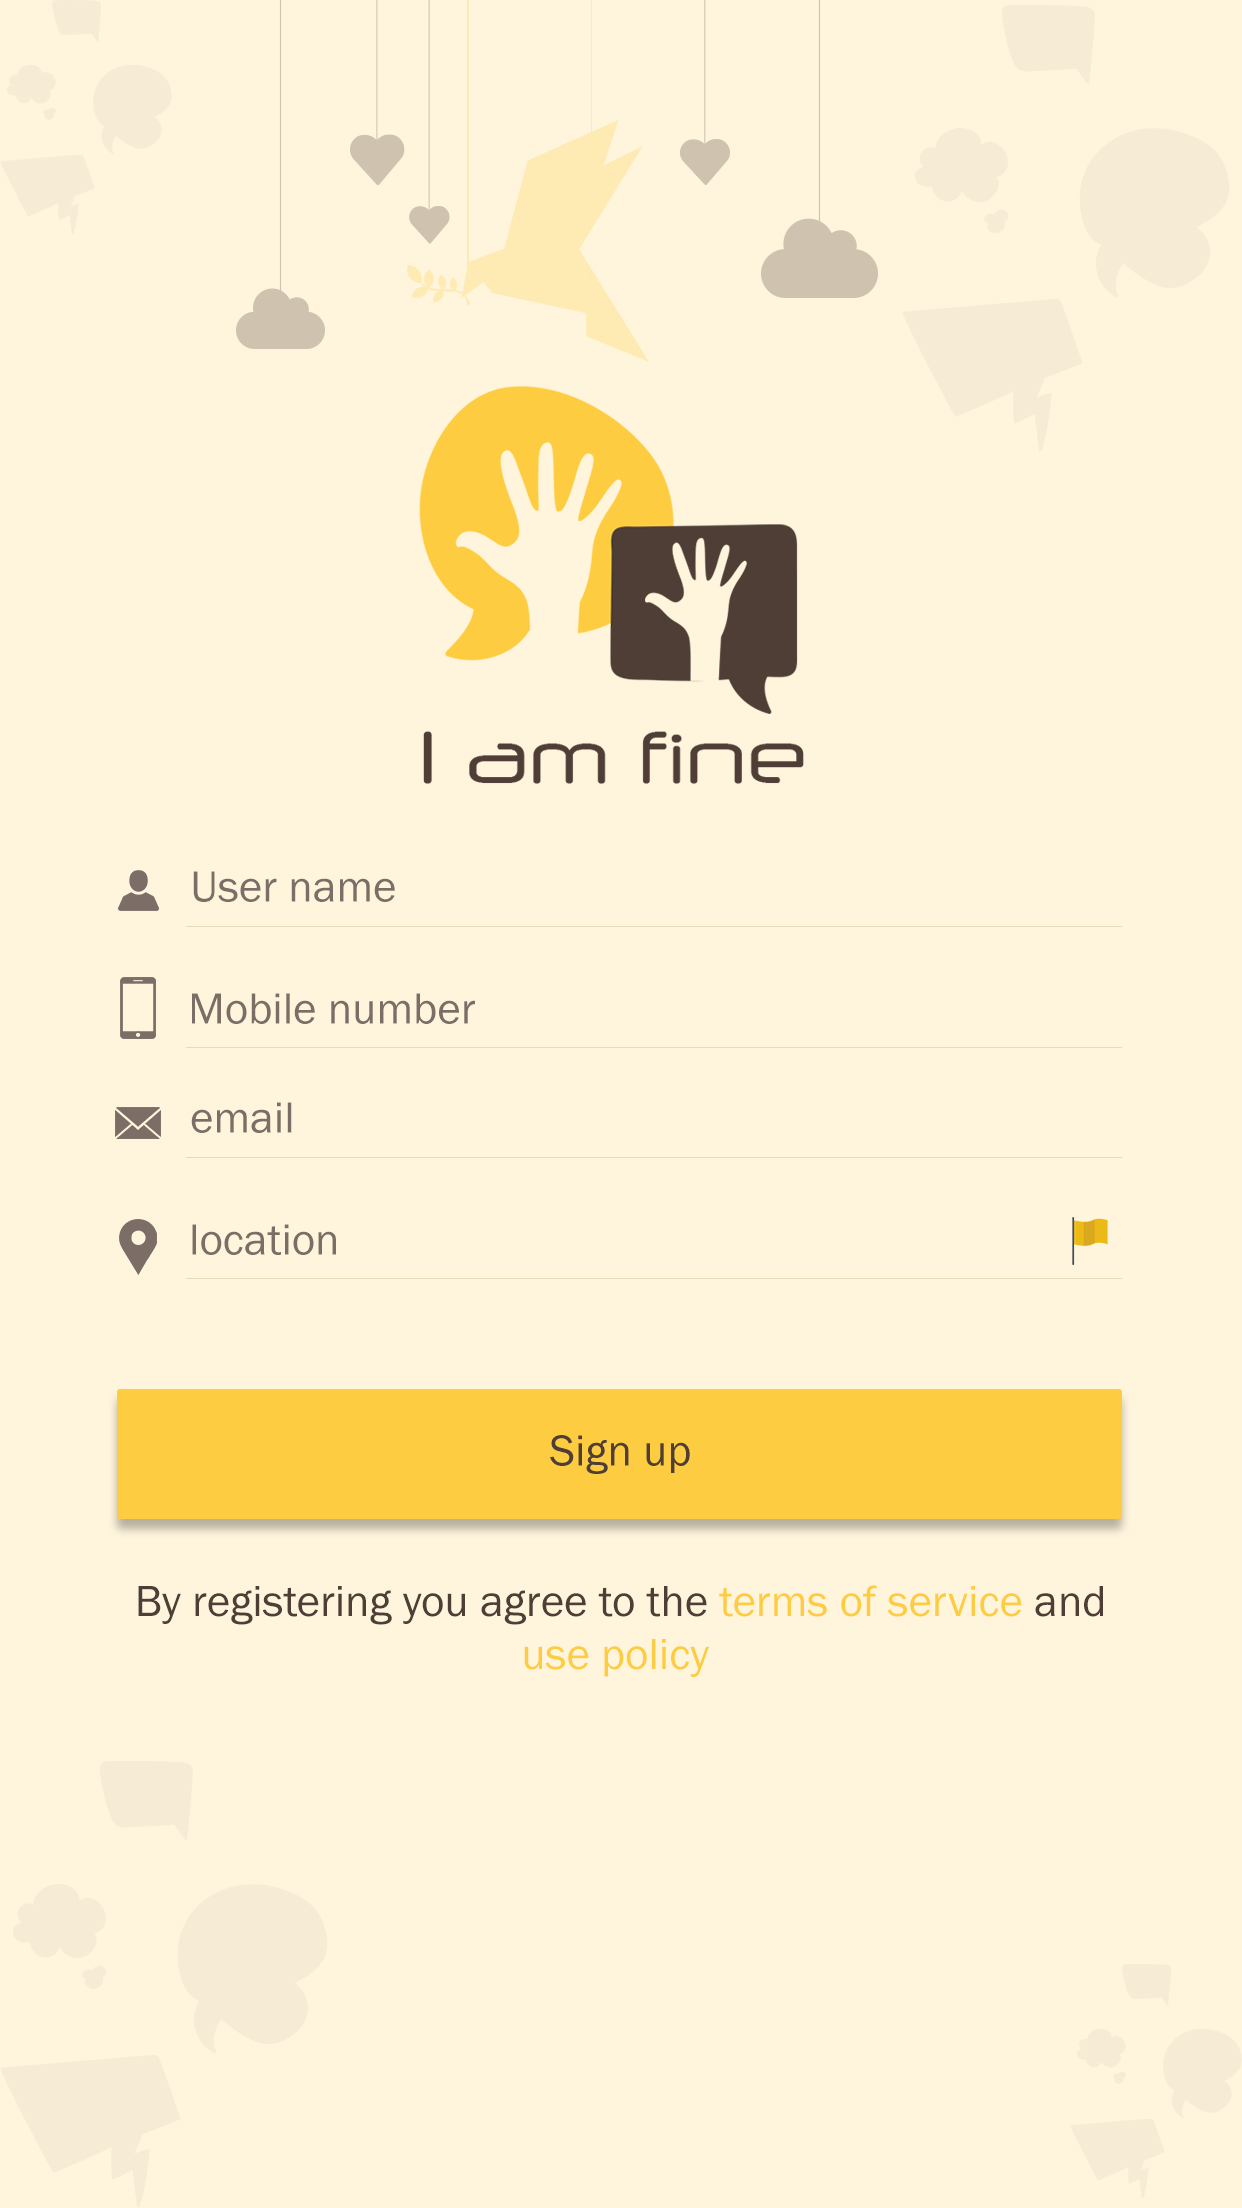 I am fine
User name
Mobile number
email
location
Sign up
By registering you agree to the terms of service and
use policy